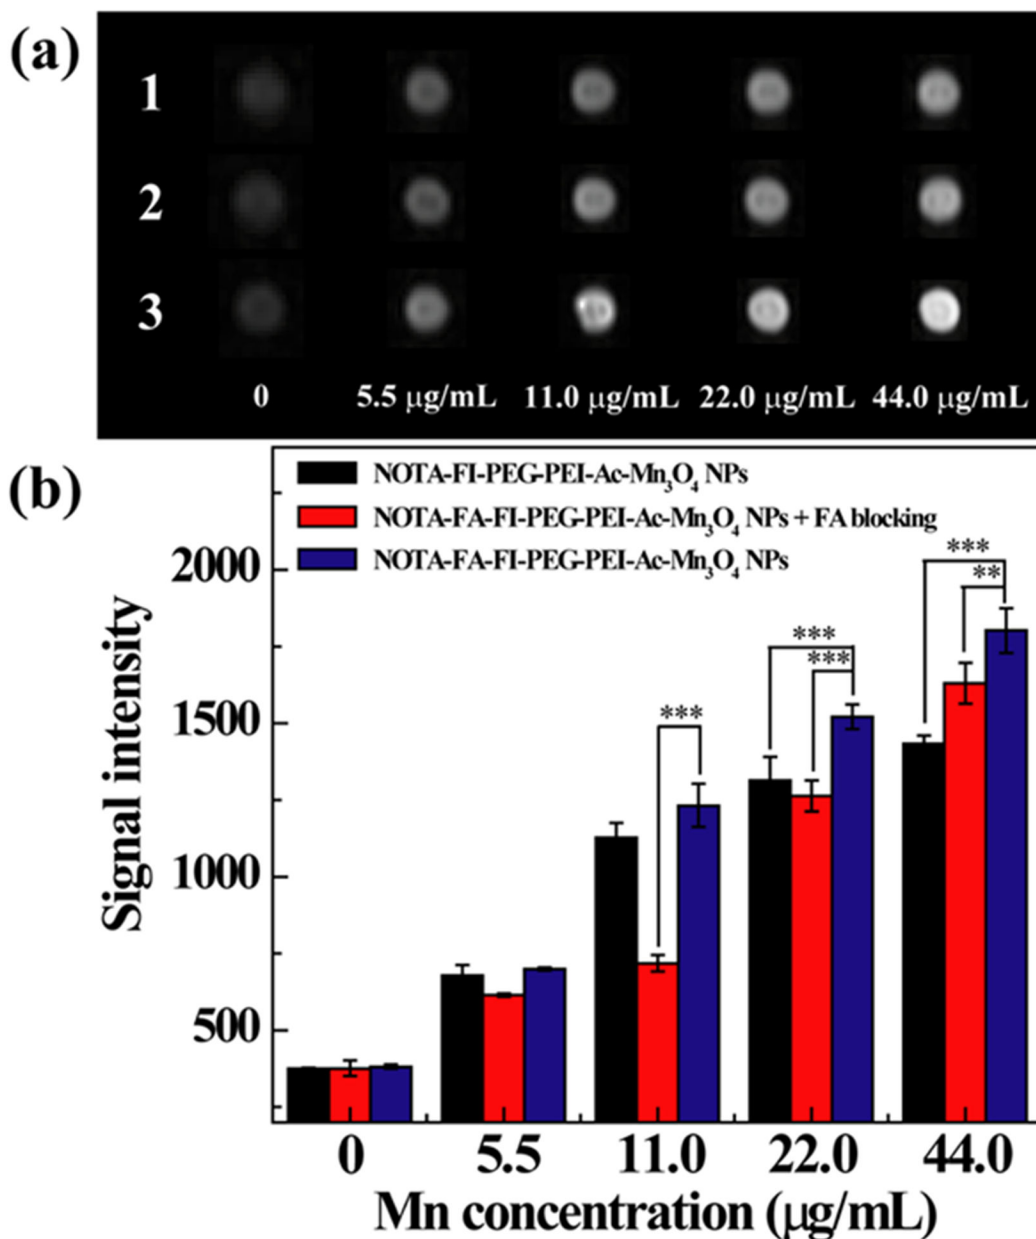 (a)
1
2
3
0 5.5 μg/mL 11.0 μg/mL 22.0 μg/mL 44.0 μg/mL
(b)
NOTA-FI-PEG-PEI-Ac-Mn₃O₄ NPs
NOTA-FA-FI-PEG-PEI-Ac-Mn₃O₄ NPs + FA blocking
NOTA-FA-FI-PEG-PEI-Ac-Mn₃O₄ NPs
Signal intensity
2000
1500
1000
500
***
***
***
***
**
0 5.5 11.0 22.0 44.0
Mn concentration (μg/mL)